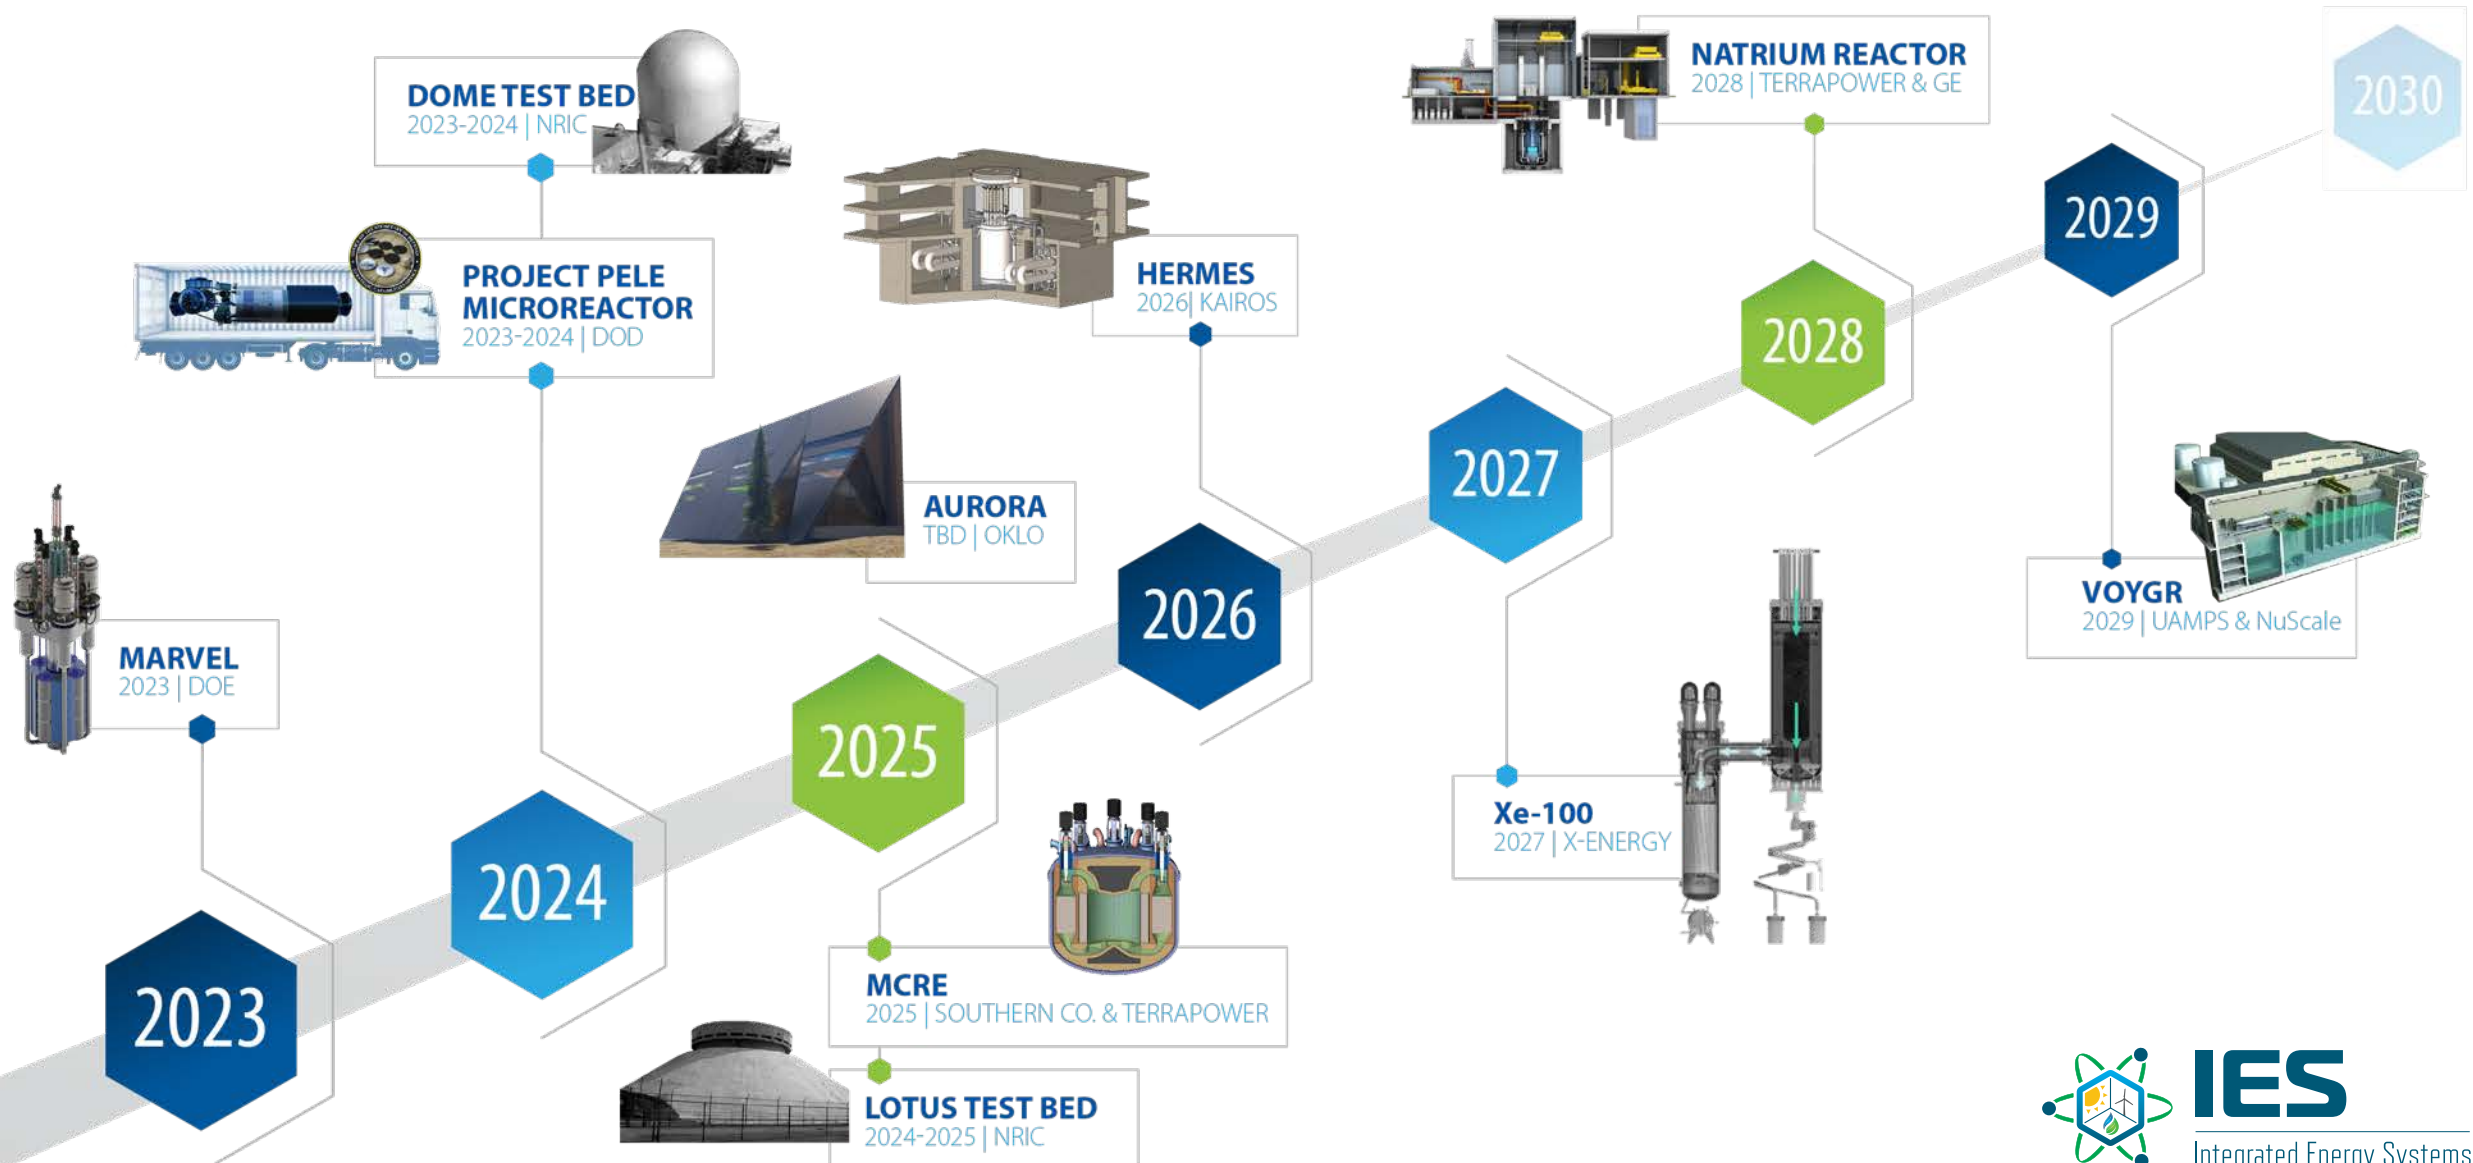 DOME TEST BED
2023-2024 | NRIC
NATRIUM REACTOR
2028 | TERRAPOWER & GE
2030
2029
PROJECT PELE
MICROREACTOR
2023-2024 | DOD
HERMES
2026| KAIROS
2028
2027
AURORA
TBD | OKLO
2026
VOYGR
2029 | UAMPS & NuScale
MARVEL
2023 | DOE
2025
Xe-100
2027 | X-ENERGY
2024
MCRE
2025 | SOUTHERN CO. & TERRAPOWER
2023
LOTUS TEST BED
2024-2025 | NRIC
IES
Integrated Energy Systems